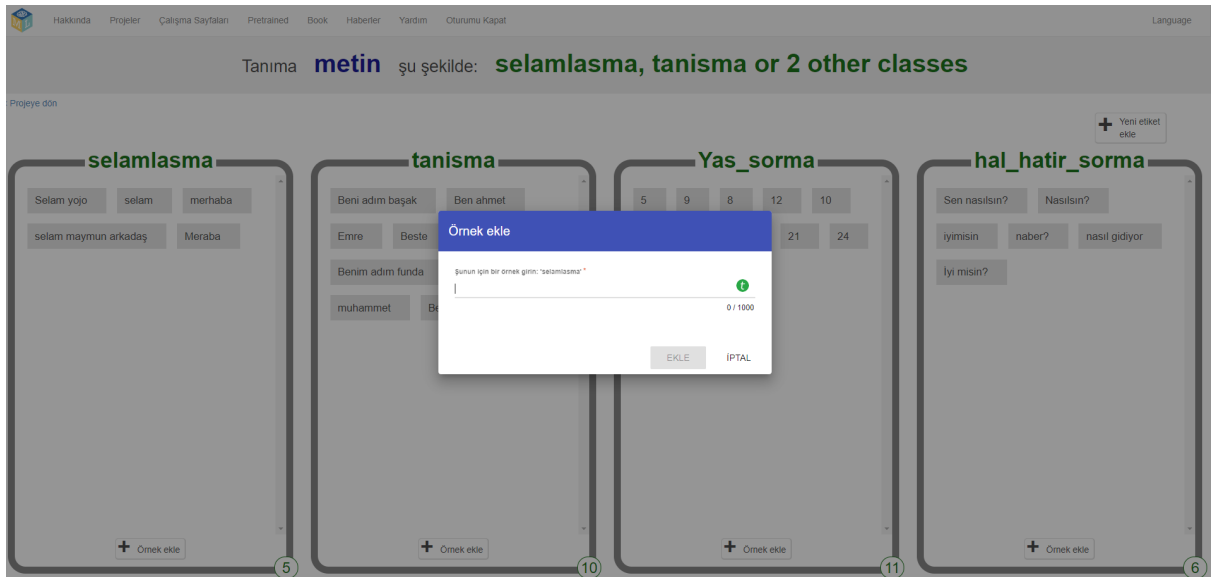 Hakkında Projeler Çalışma Sayfaları Pretrained Book Haberler Yardım Oturumu Kapat Language
Tanıma metin şu şekilde: selamlasma, tanisma or 2 other classes
Projeye dön
Yeni etiket
ekle
selamlasma
Selam yojo selam merhaba
selam maymun arkadaş Meraba
Örnek ekle
5
tanisma
Beni adım başak Ben ahmet
Emre Beste
Benim adım funda
muhammet
Örnek ekle
10
Yas_sorma
5 9 8 12 10
21 24
Örnek ekle
11
hal_hatir_sorma
Sen nasılsın? Nasılsın?
iyimisin naber? nasıl gidiyor
İyi misin?
Örnek ekle
6
Örnek ekle
Şunun için bir örnek girin: 'selamlasma' *
t
0 / 1000
EKLE İPTAL